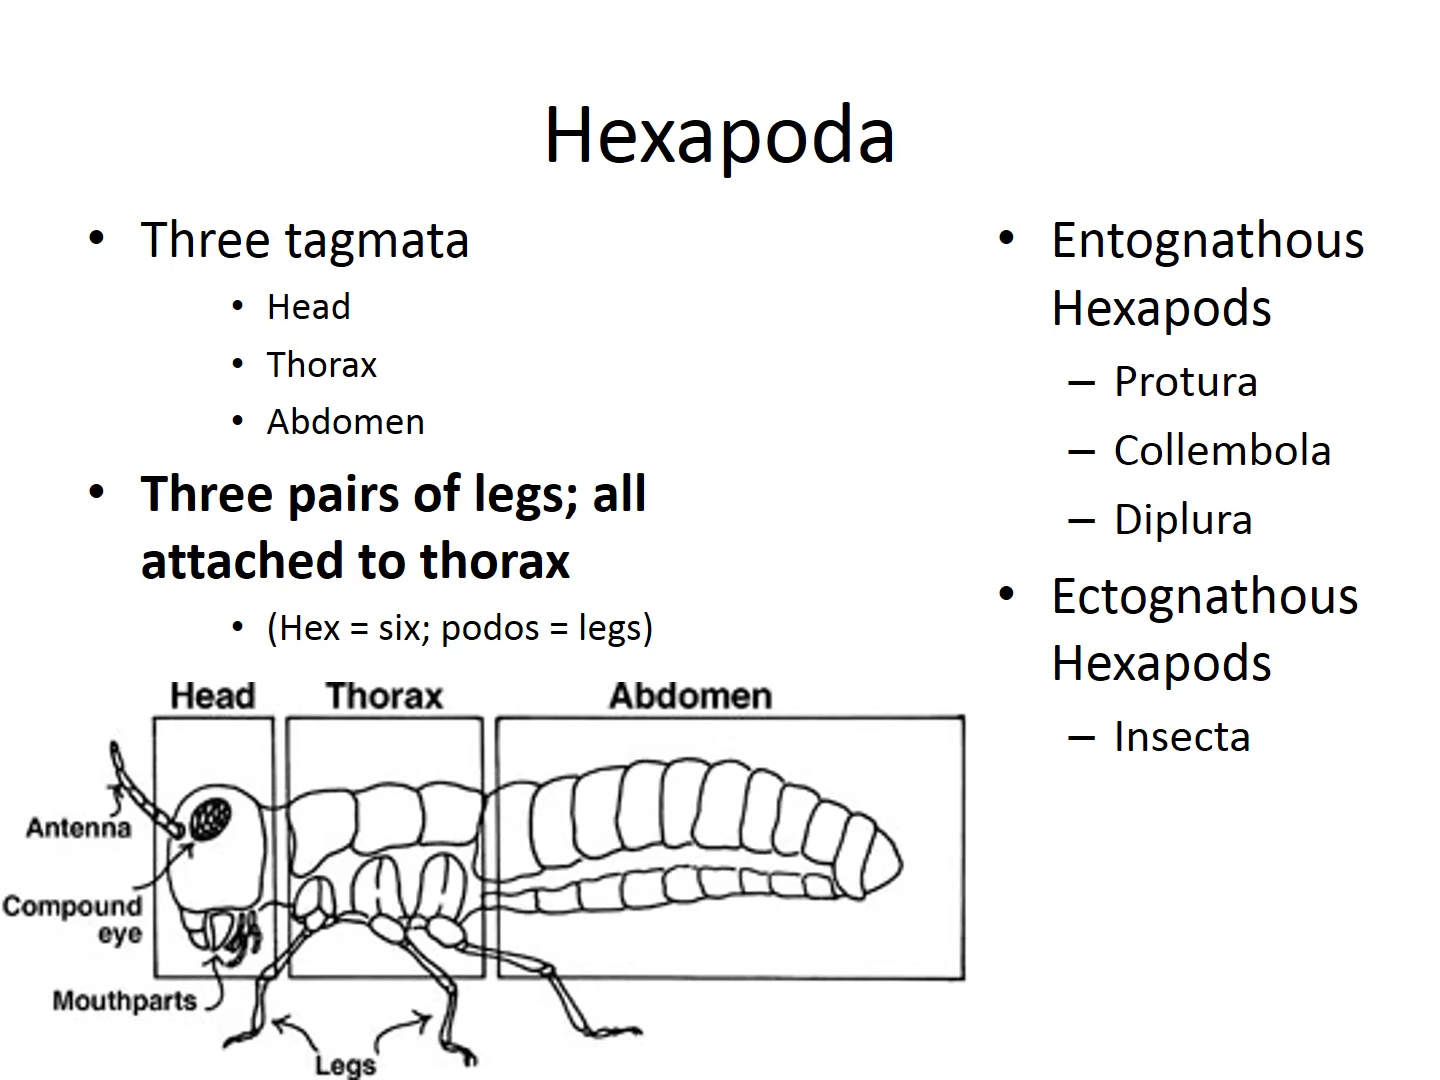 Hexapoda
• Three tagmata
• Head
• Thorax
• Abdomen
• Three pairs of legs; all
attached to thorax
• (Hex = six; podos = legs)
• Entognathous
Hexapods
– Protura
– Collembola
– Diplura
• Ectognathous
Hexapods
– Insecta
Head Thorax Abdomen
Antenna
Compound
eye
Mouthparts
Legs